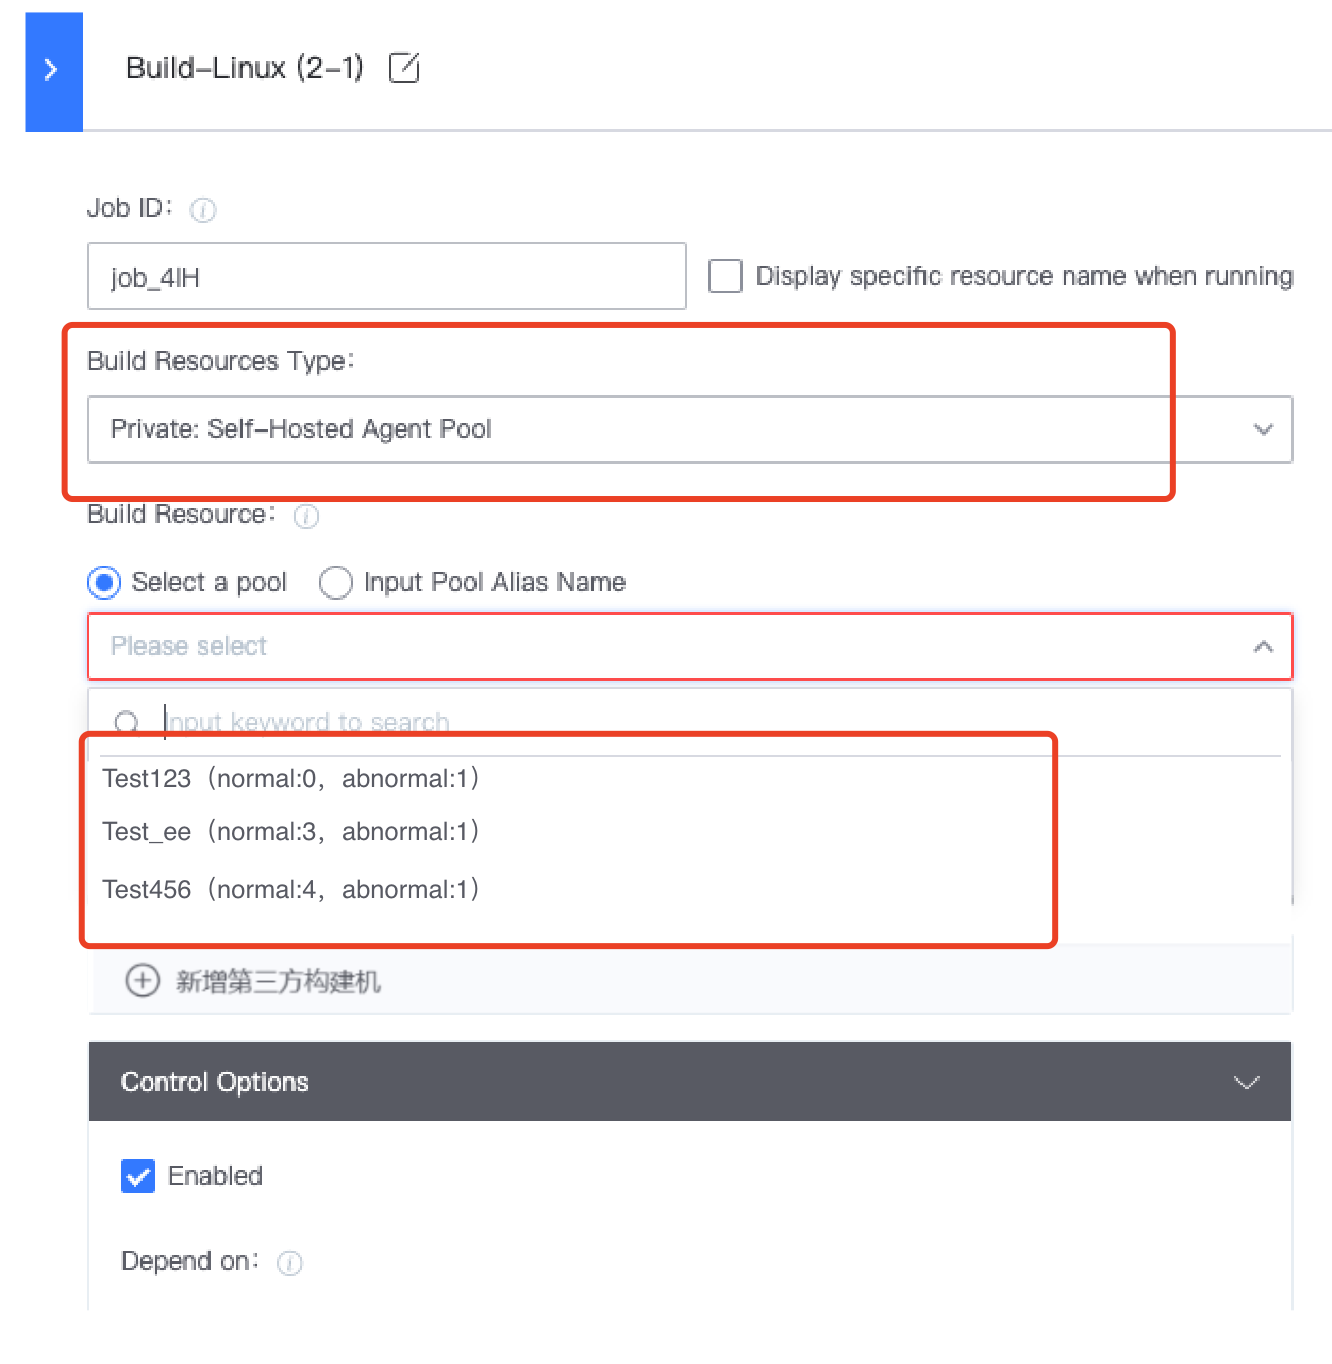 Build-Linux (2-1)
Job ID:
job_4IH
Display specific resource name when running
Build Resources Type:
Private: Self-Hosted Agent Pool
Build Resource:
Select a pool
Input Pool Alias Name
Please select
Input keyword to search
Test123（normal:0，abnormal:1）
Test_ee（normal:3，abnormal:1）
Test456（normal:4，abnormal:1）
新增第三方构建机
Control Options
Enabled
Depend on: